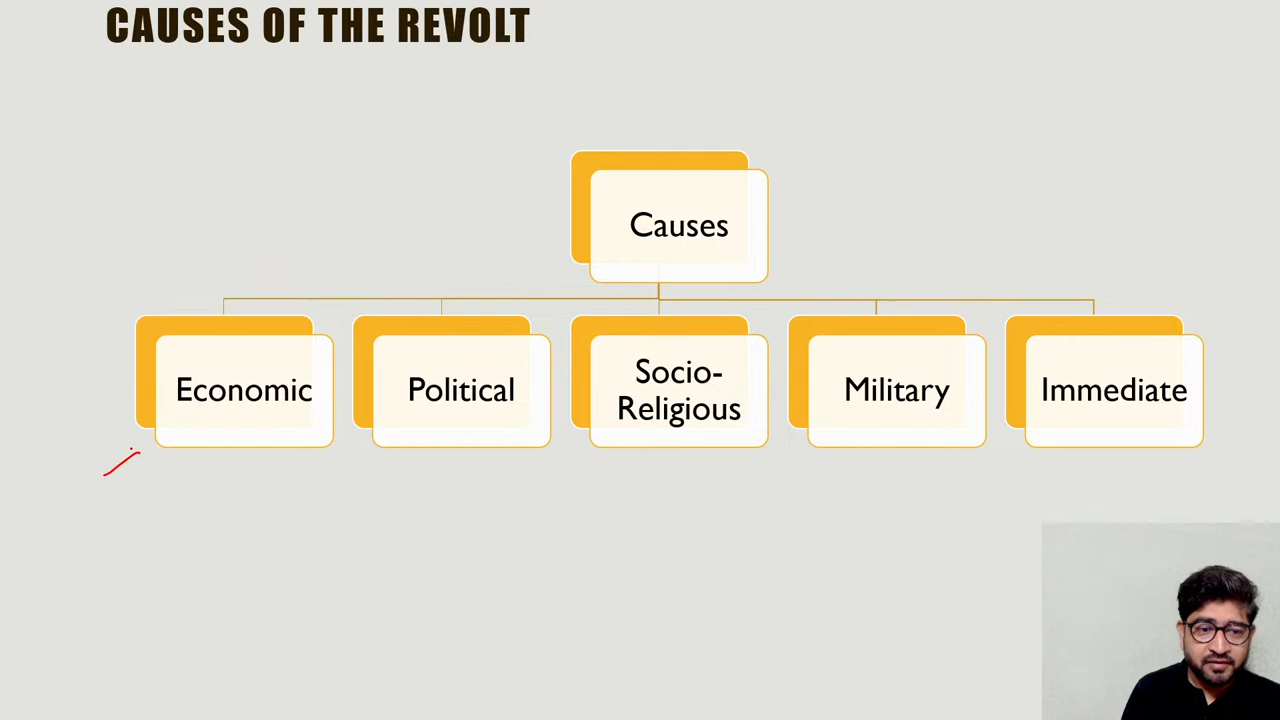 CAUSES OF THE REVOLT
Causes
Economic
Political
Socio-
Religious
Military
Immediate